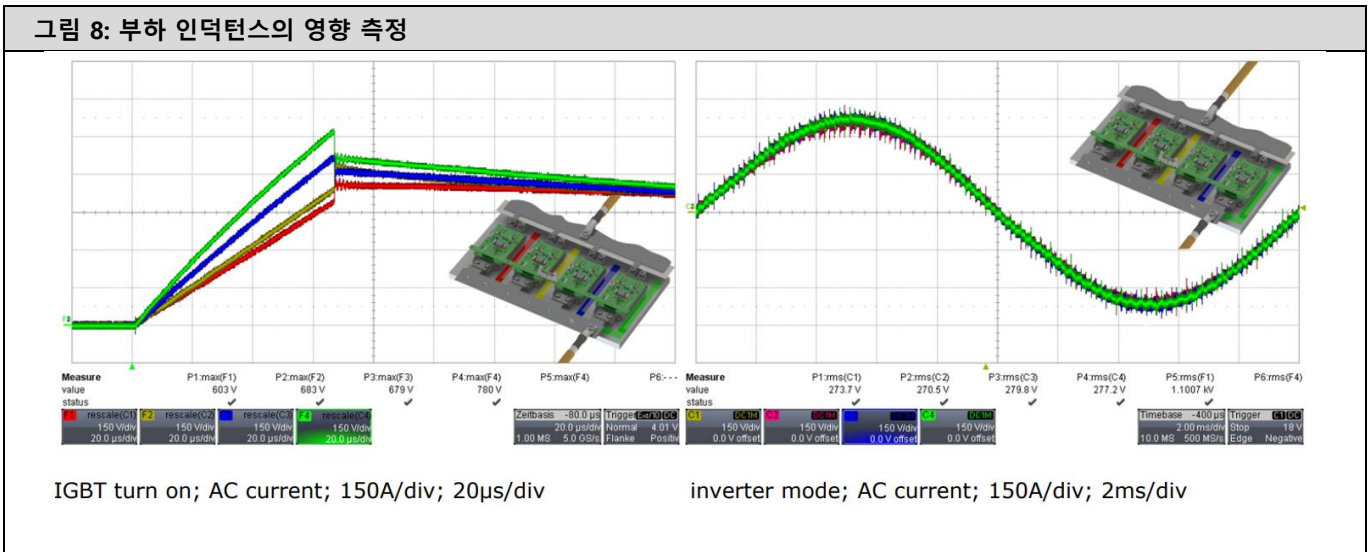 그림 8: 부하 인덕턴스의 영향 측정
Measure P1:max(F1) P2:max(F2) P3:max(F3) P4:max(F4) P5:max(F4) P6:- - -
value 603 V 683 V 679 V 780 V
status
F1 rescale(C1) F2 rescale(C2) rescale(C3) F4 rescale(C4)
150 V/div 150 V/div 150 V/div 150 V/div
20.0 µs/div 20.0 µs/div 20.0 µs/div 20.0 µs/div
Zeitbasis -80.0 µs Trigger Ext/10 DC
20.0 µs/div Normal 4.01 V
1.00 MS 5.0 GS/s Flanke Positiv
Measure P1:rms(C1) P2:rms(C2) P3:rms(C3) P4:rms(C4) P5:rms(F1) P6:rms(F4)
value 273.7 V 270.5 V 279.8 V 277.2 V 1.1007 kV
status
C1 DC1M C2 DC1M C4 DC1M
150 V/div 150 V/div 150 V/div 150 V/div
0.0 V offset 0.0 V offset 0.0 V offset 0.0 V offset
Timebase -400 µs Trigger C1 DC
2.00 ms/div Stop 18 V
10.0 MS 500 MS/s Edge Negative
IGBT turn on; AC current; 150A/div; 20µs/div
inverter mode; AC current; 150A/div; 2ms/div